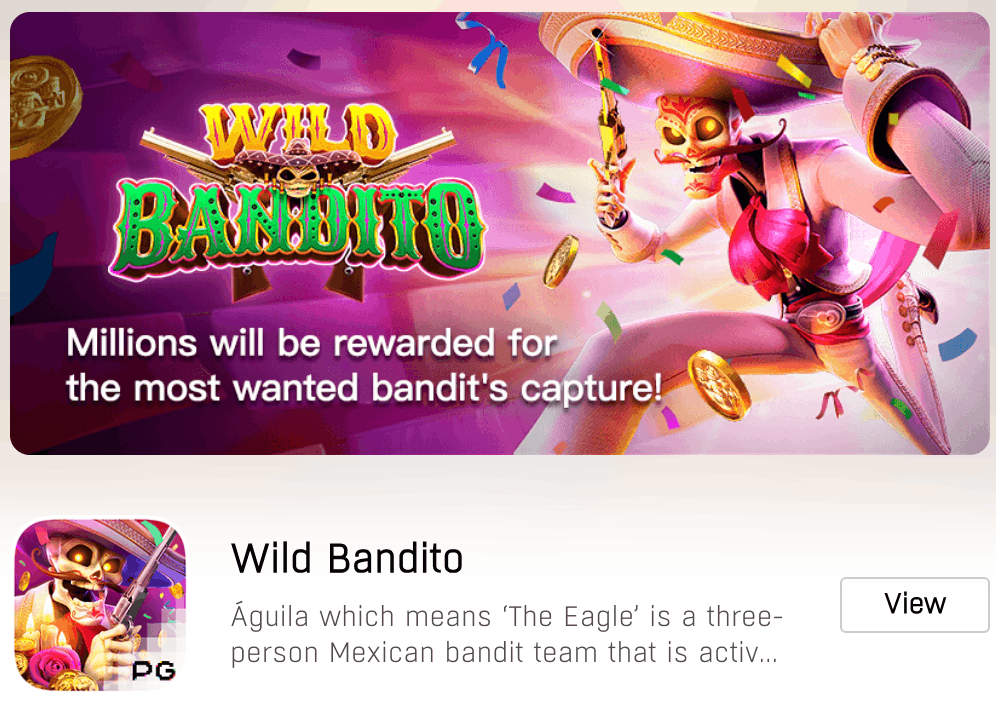 WILD
BANDITO
Millions will be rewarded for
the most wanted bandit's capture!
Wild Bandito
Águila which means ‘The Eagle’ is a three-
person Mexican bandit team that is activ...
View
PG